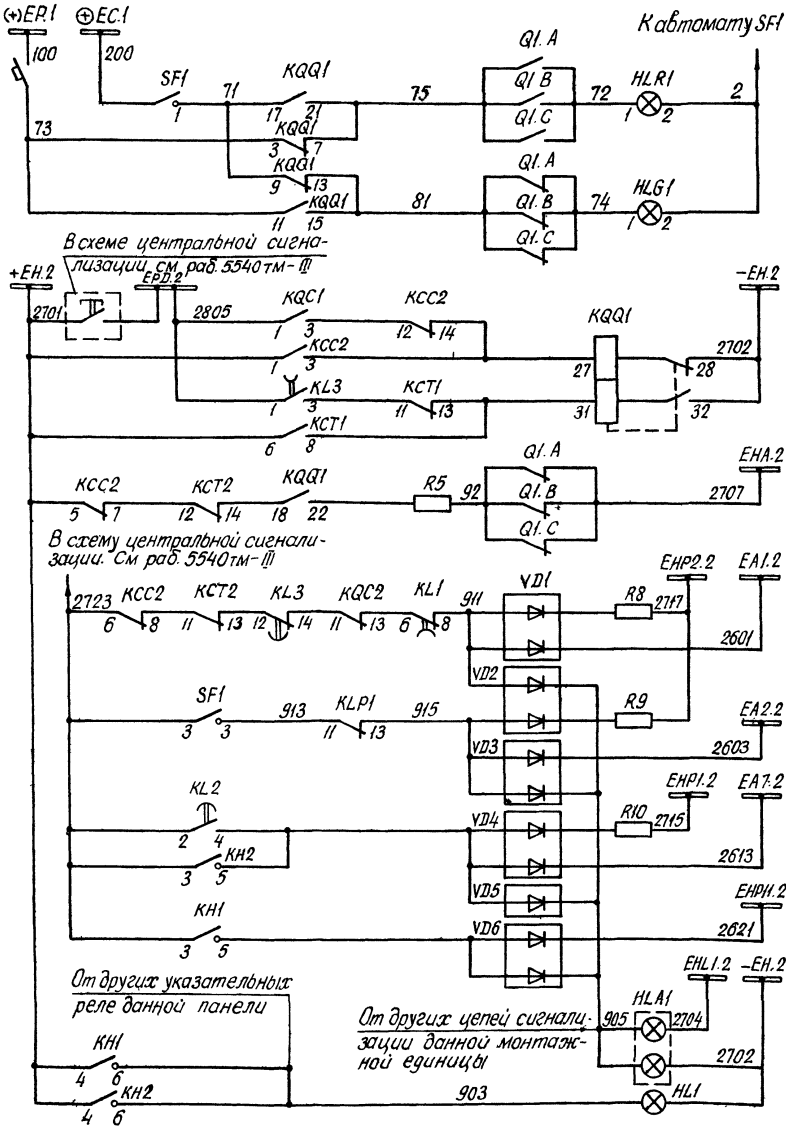 (+)EP.1
⊕EC.1
К автомату SF1
100
200
SF1
1
71
KQQ1
17
21
75
Q1.A
Q1.B
Q1.C
72
HLR1
1
2
2
73
KQQ1
3
7
KQQ1
9
13
KQQ1
11
15
81
Q1.A
Q1.B
Q1.C
74
HLG1
1
2
В схеме центральной сигна-
лизации, см раб. 5540тм-III
+EH.2
EPD.2
-EH.2
2701
2805
KQC1
1
3
KCC2
12
14
KQQ1
KCC2
1
3
27
28
2702
KL3
1
3
KCT1
11
13
31
32
KCT1
6
8
KCC2
5
7
KCT2
12
14
KQQ1
18
22
R5
92
Q1.A
Q1.B
Q1.C
2707
EHA.2
В схему центральной сигнали-
зации. См раб. 5540тм-III
EHP2.2
EA1.2
2723
KCC2
6
8
KCT2
11
13
KL3
12
14
KQC2
11
13
KL1
6
8
911
VD1
R8
2717
2601
VD2
SF1
3
3
913
KLP1
11
13
915
R9
EA2.2
VD3
2603
KL2
2
4
VD4
R10
2715
EHP1.2
EA7.2
KH2
3
5
2613
VD5
EHPH.2
KH1
3
5
VD6
2621
От других указательных
реле данной панели
EHL1.2
-EH.2
От других цепей сигнали-
зации данной монтаж-
ной единицы
905
HLA1
2704
KH1
4
6
2702
KH2
4
6
903
HL1